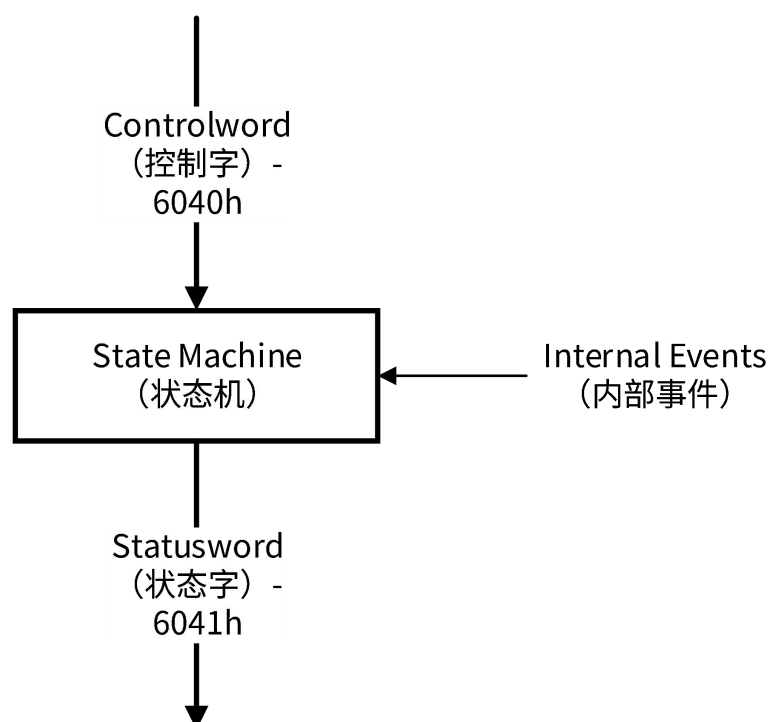 Controlword
（控制字）-
6040h
State Machine
（状态机）
Internal Events
（内部事件）
Statusword
（状态字）-
6041h